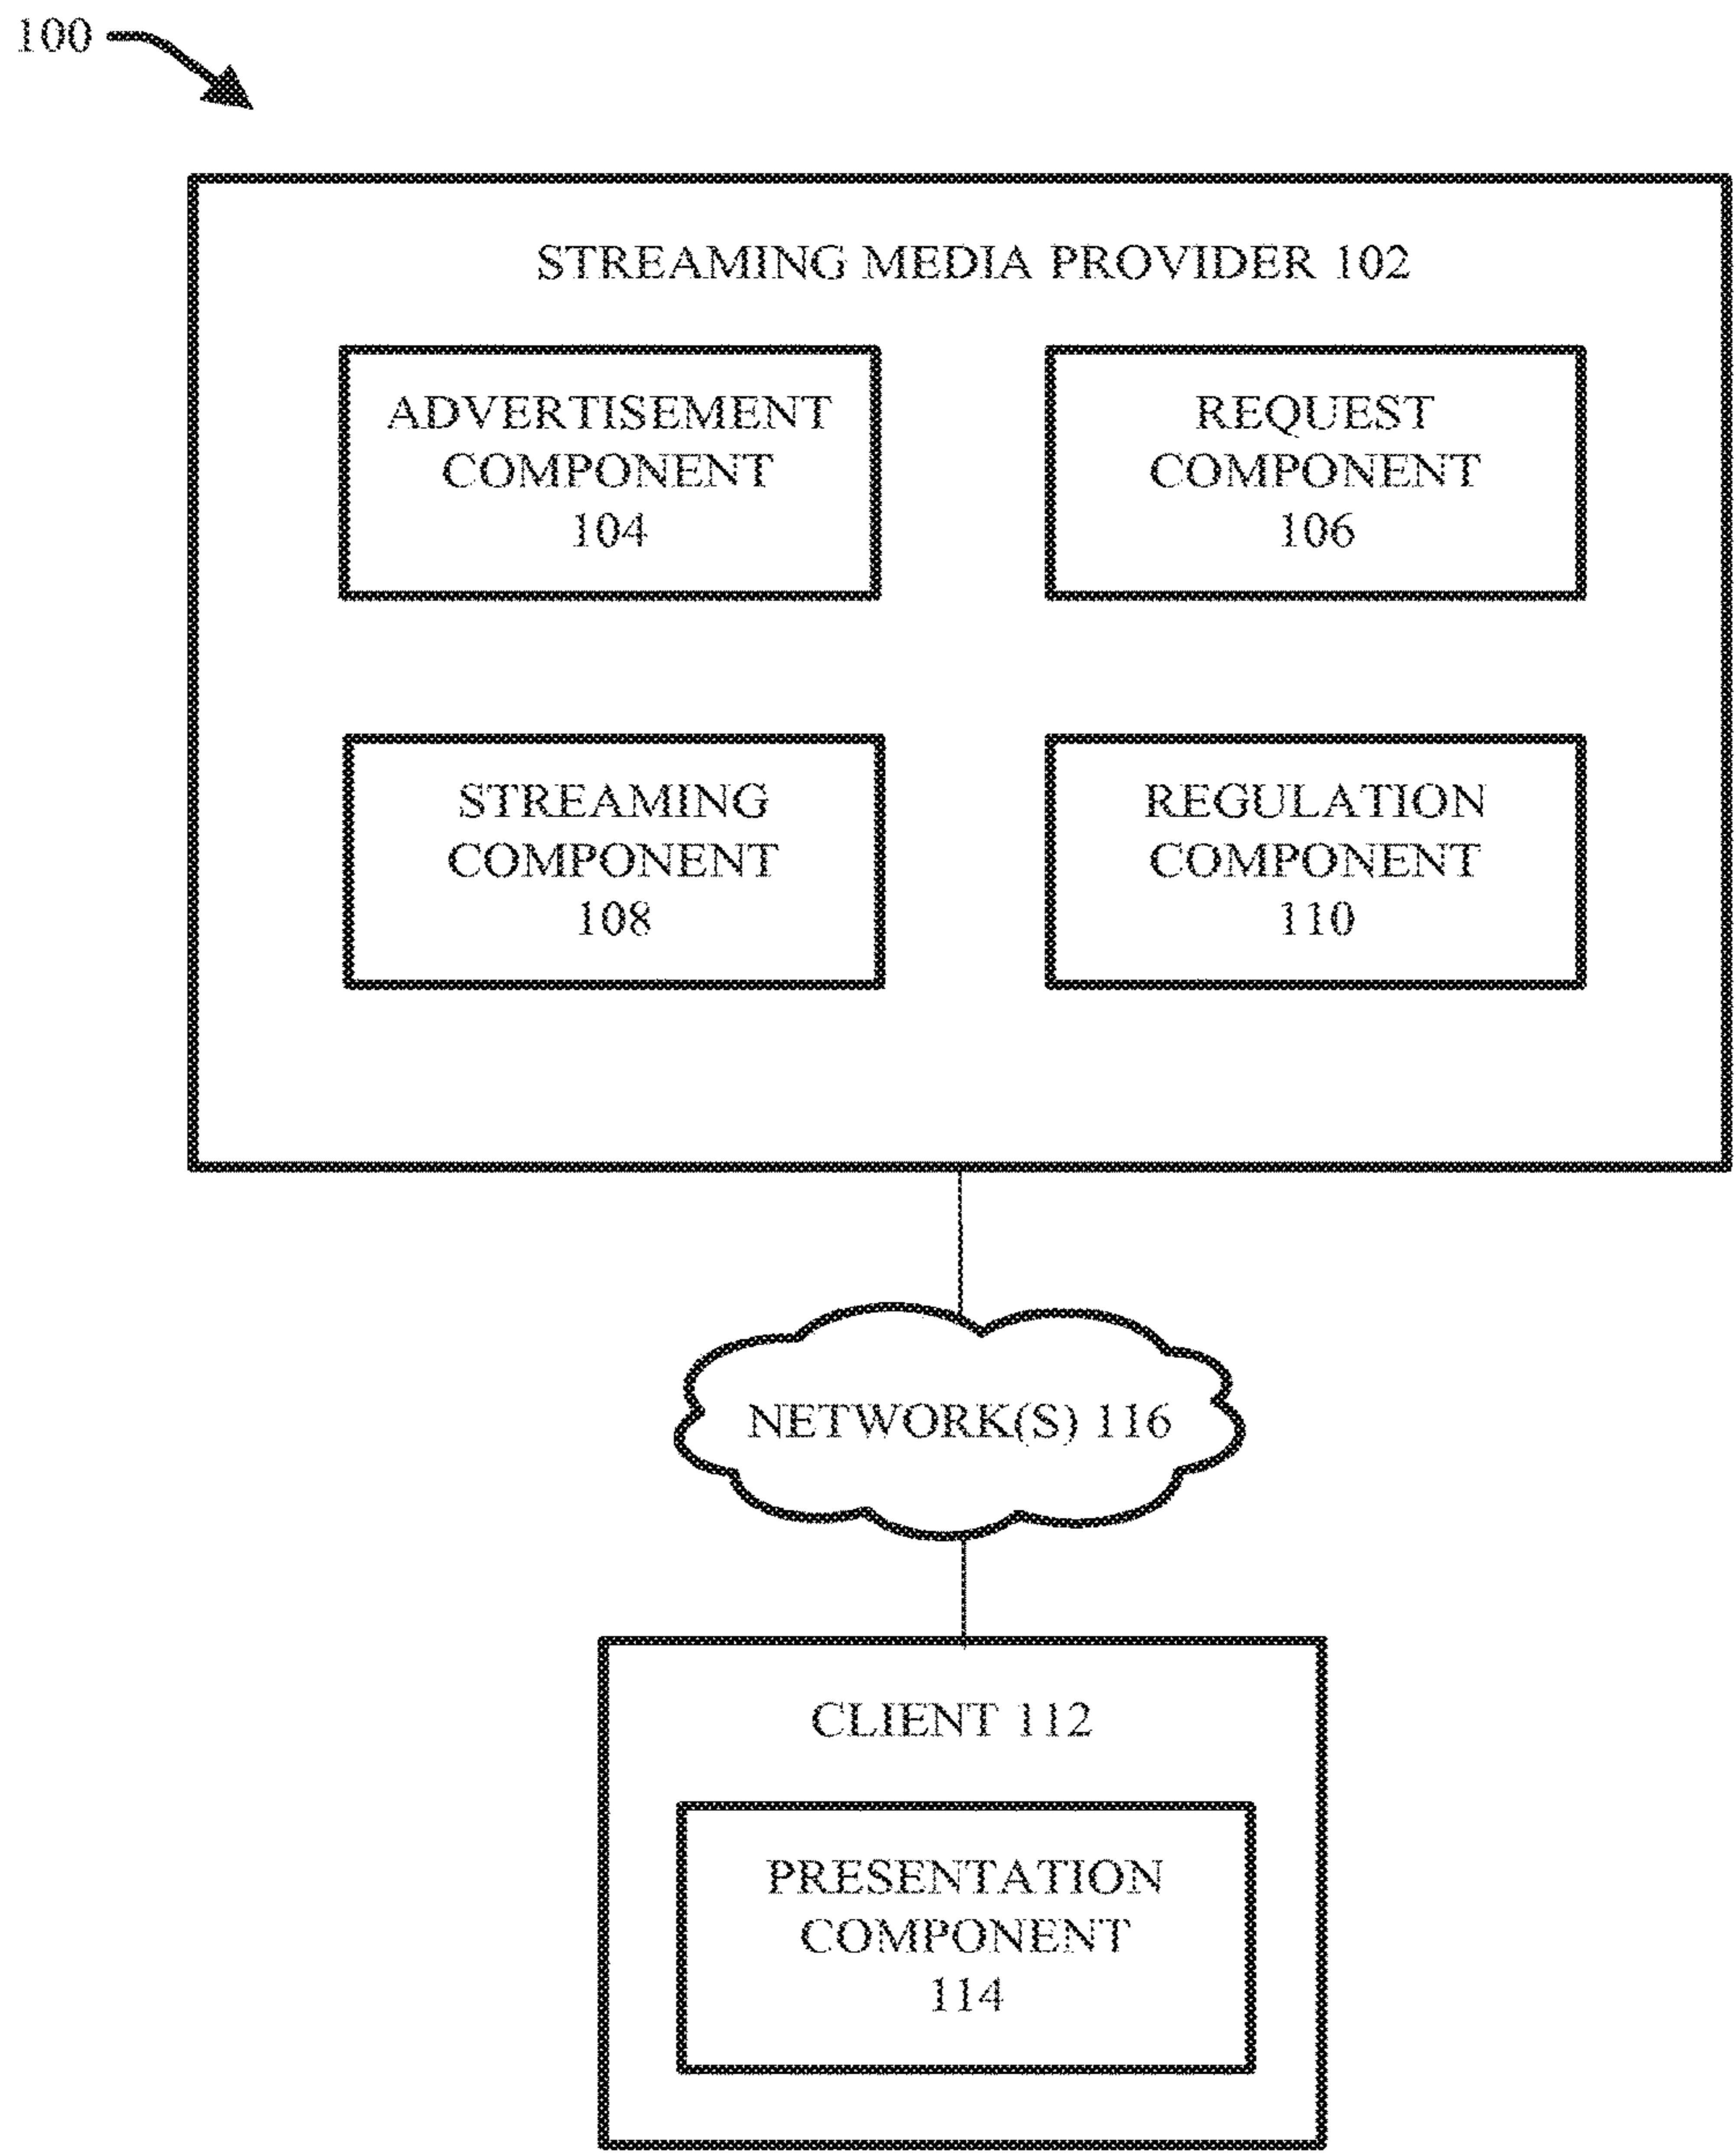 100
STREAMING MEDIA PROVIDER 102
ADVERTISEMENT
COMPONENT
104
REQUEST
COMPONENT
106
STREAMING
COMPONENT
108
REGULATION
COMPONENT
110
NETWORK(S) 116
CLIENT 112
PRESENTATION
COMPONENT
114